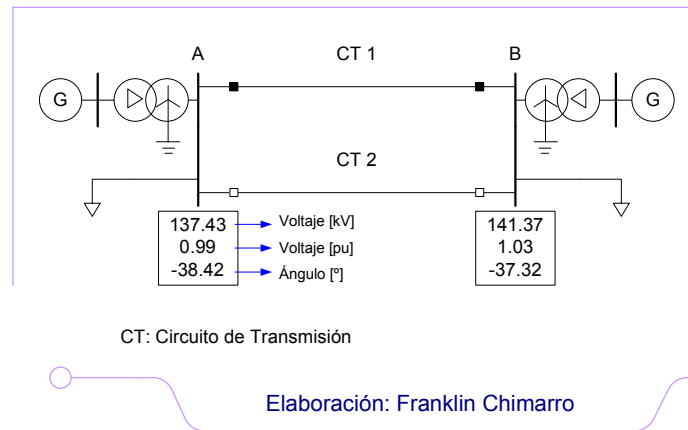 A
CT 1
B
G
G
CT 2
137.43
0.99
-38.42
Voltaje [kV]
Voltaje [pu]
Ángulo [º]
141.37
1.03
-37.32
CT: Circuito de Transmisión
Elaboración: Franklin Chimarro